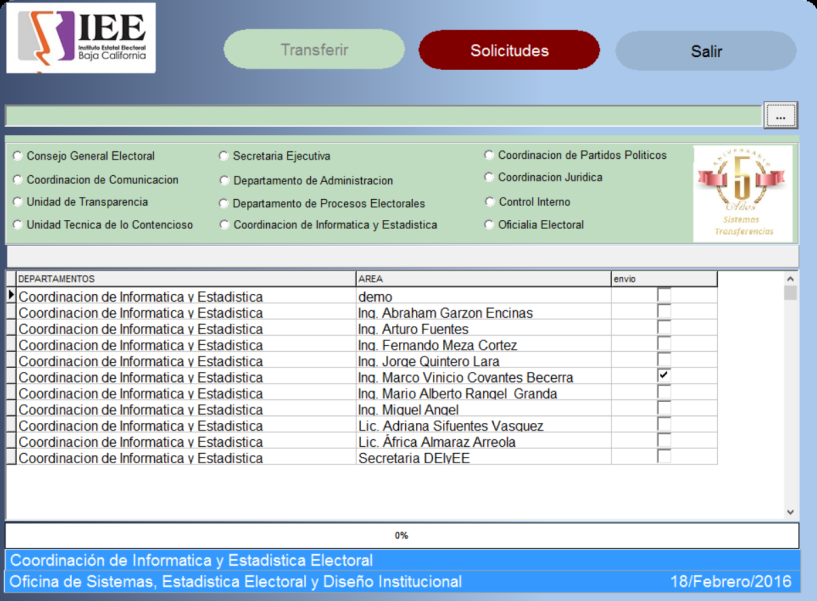 IEE
Instituto Estatal Electoral
Baja California
Transferir
Solicitudes
Salir
...
Consejo General Electoral
Secretaria Ejecutiva
Coordinacion de Partidos Politicos
Coordinacion de Comunicacion
Departamento de Administracion
Coordinacion Juridica
Unidad de Transparencia
Departamento de Procesos Electorales
Control Interno
Unidad Tecnica de lo Contencioso
Coordinacion de Informatica y Estadistica
Oficialia Electoral
ANIVERSARIO
5
Años
Sistemas
Transferencias
DEPARTAMENTOS AREA envio
Coordinacion de Informatica y Estadistica demo
Coordinacion de Informatica y Estadistica Ing. Abraham Garzon Encinas
Coordinacion de Informatica y Estadistica Ing. Arturo Fuentes
Coordinacion de Informatica y Estadistica Ing. Fernando Meza Cortez
Coordinacion de Informatica y Estadistica Ing. Jorge Quintero Lara
Coordinacion de Informatica y Estadistica Ing. Marco Vinicio Covantes Becerra
Coordinacion de Informatica y Estadistica Ing. Mario Alberto Rangel Granda
Coordinacion de Informatica y Estadistica Ing. Miguel Angel
Coordinacion de Informatica y Estadistica Lic. Adriana Sifuentes Vasquez
Coordinacion de Informatica y Estadistica Lic. África Almaraz Arreola
Coordinacion de Informatica y Estadistica Secretaria DElyEE
0%
Coordinación de Informatica y Estadistica Electoral
Oficina de Sistemas, Estadistica Electoral y Diseño Institucional 18/Febrero/2016